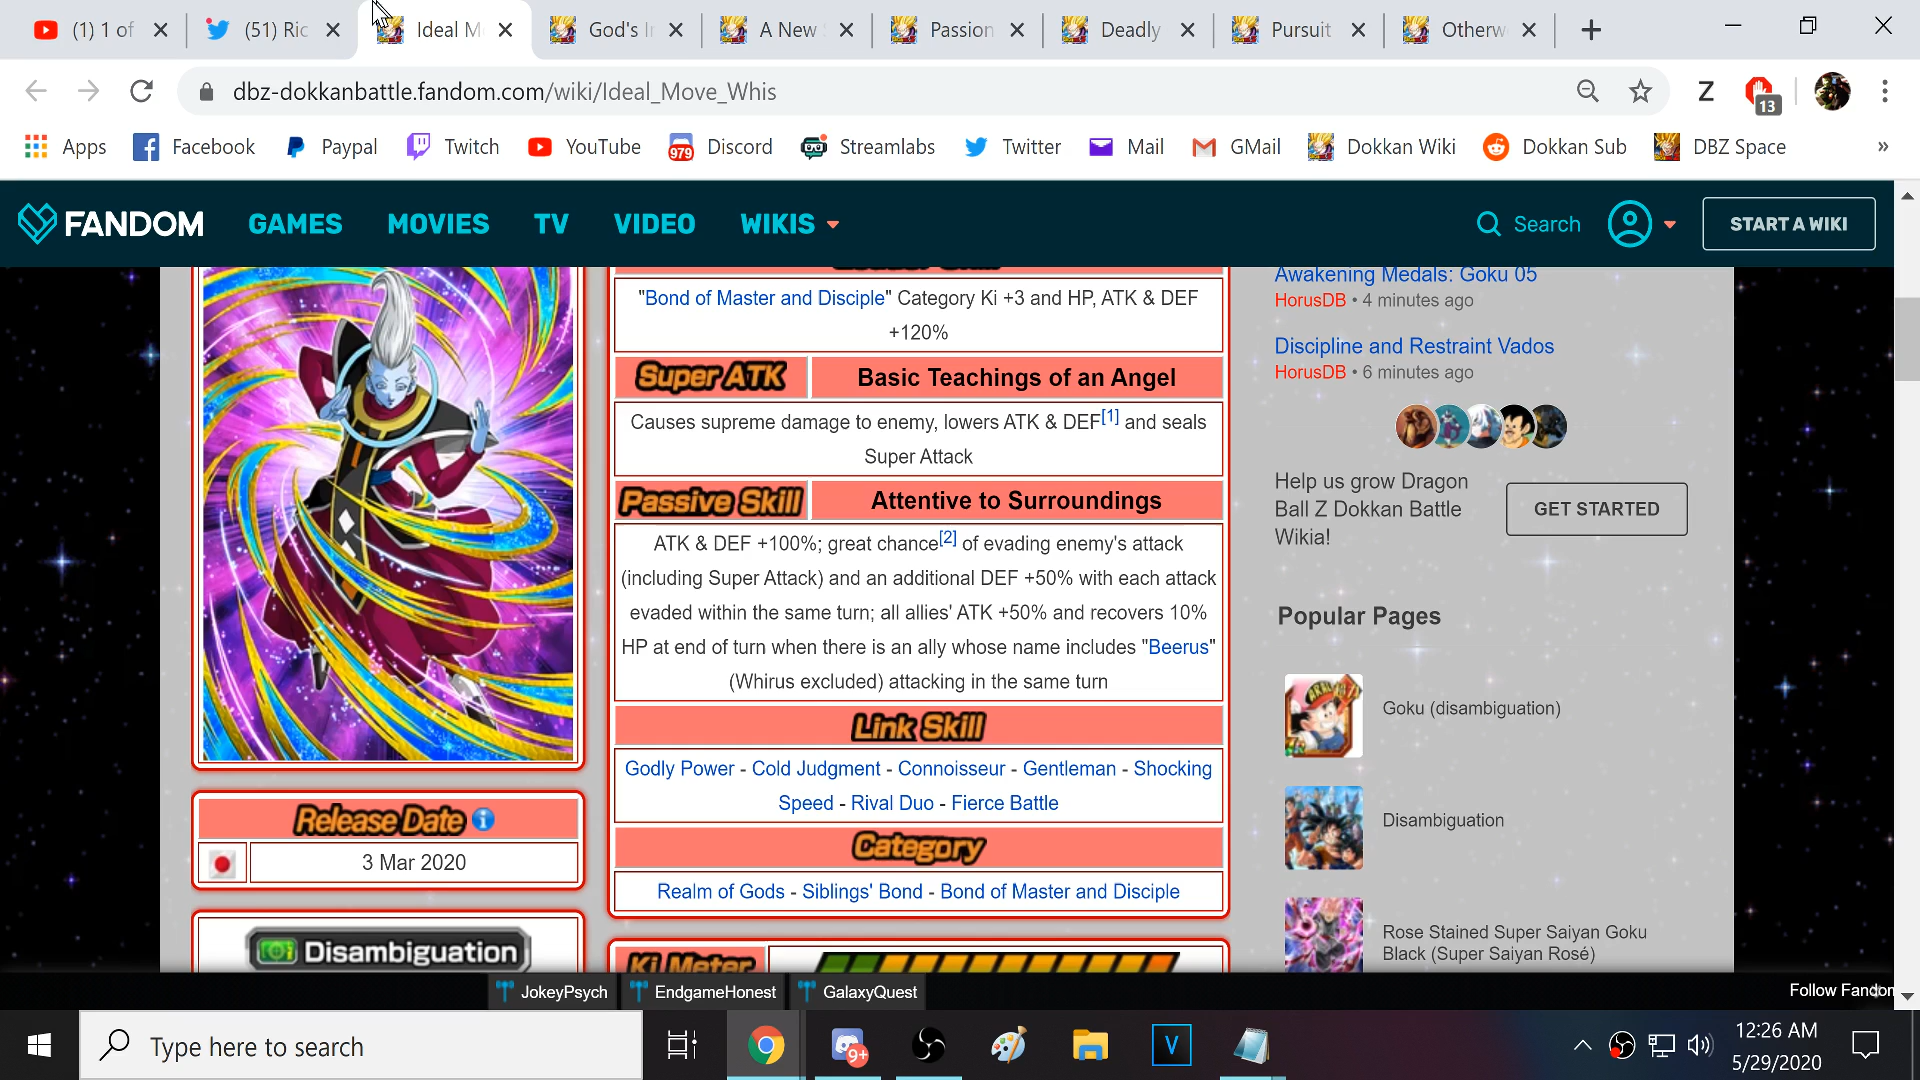 (1) 1 of
(51) Ric
Ideal M
God's I
A New
Passion
Deadly
Pursuit
Otherw
dbz-dokkanbattle.fandom.com/wiki/Ideal_Move_Whis
Z
13
Apps
Facebook
Paypal
Twitch
YouTube
979
Discord
Streamlabs
Twitter
Mail
GMail
Dokkan Wiki
Dokkan Sub
DBZ Space
»
FANDOM
GAMES
MOVIES
TV
VIDEO
WIKIS
Search
START A WIKI
"Bond of Master and Disciple" Category Ki +3 and HP, ATK & DEF
+120%
Super ATK
Basic Teachings of an Angel
Causes supreme damage to enemy, lowers ATK & DEF[1] and seals
Super Attack
Passive Skill
Attentive to Surroundings
ATK & DEF +100%; great chance[2] of evading enemy's attack
(including Super Attack) and an additional DEF +50% with each attack
evaded within the same turn; all allies' ATK +50% and recovers 10%
HP at end of turn when there is an ally whose name includes "Beerus"
(Whirus excluded) attacking in the same turn
Link Skill
Godly Power - Cold Judgment - Connoisseur - Gentleman - Shocking
Speed - Rival Duo - Fierce Battle
Category
Realm of Gods - Siblings' Bond - Bond of Master and Disciple
Ki Meter
Release Date
3 Mar 2020
Disambiguation
Awakening Medals: Goku 05
HorusDB • 4 minutes ago
Discipline and Restraint Vados
HorusDB • 6 minutes ago
Help us grow Dragon
Ball Z Dokkan Battle
Wikia!
GET STARTED
Popular Pages
Goku (disambiguation)
Disambiguation
Rose Stained Super Saiyan Goku
Black (Super Saiyan Rosé)
JokeyPsych
EndgameHonest
GalaxyQuest
Follow Fandom
Type here to search
9+
V
12:26 AM
5/29/2020